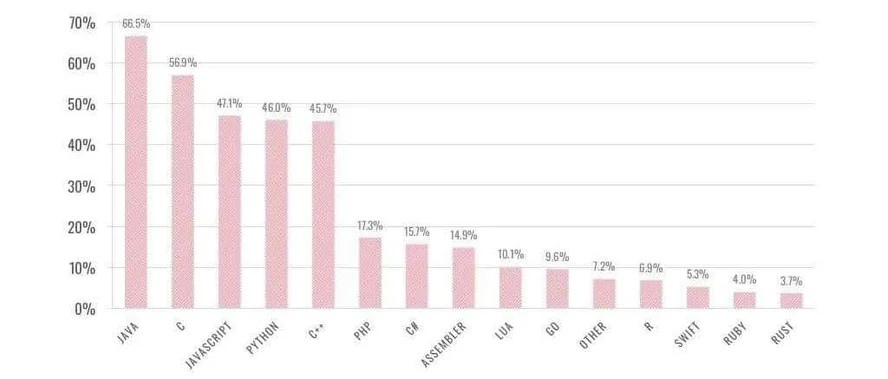 70%
60%
50%
40%
30%
20%
10%
0%
66.5%
56.9%
47.1%
46.0%
45.7%
17.3%
15.7%
14.9%
10.1%
9.6%
7.2%
6.9%
5.3%
4.0%
3.7%
JAVA
C
JAVASCRIPT
PYTHON
C++
PHP
C#
ASSEMBLER
LUA
GO
OTHER
R
SWIFT
RUBY
RUST